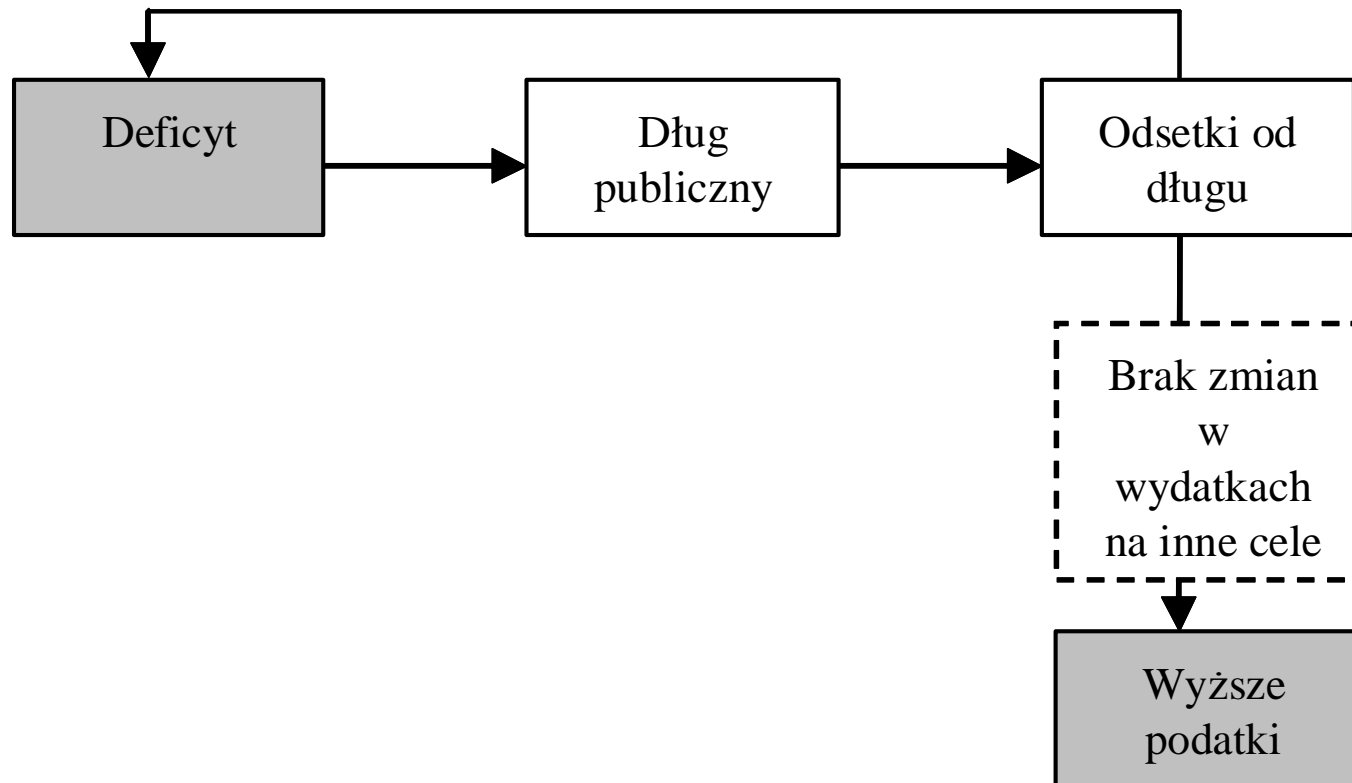 Deficyt
Dług
publiczny
Odsetki od
długu
Brak zmian
w
wydatkach
na inne cele
Wyższe
podatki